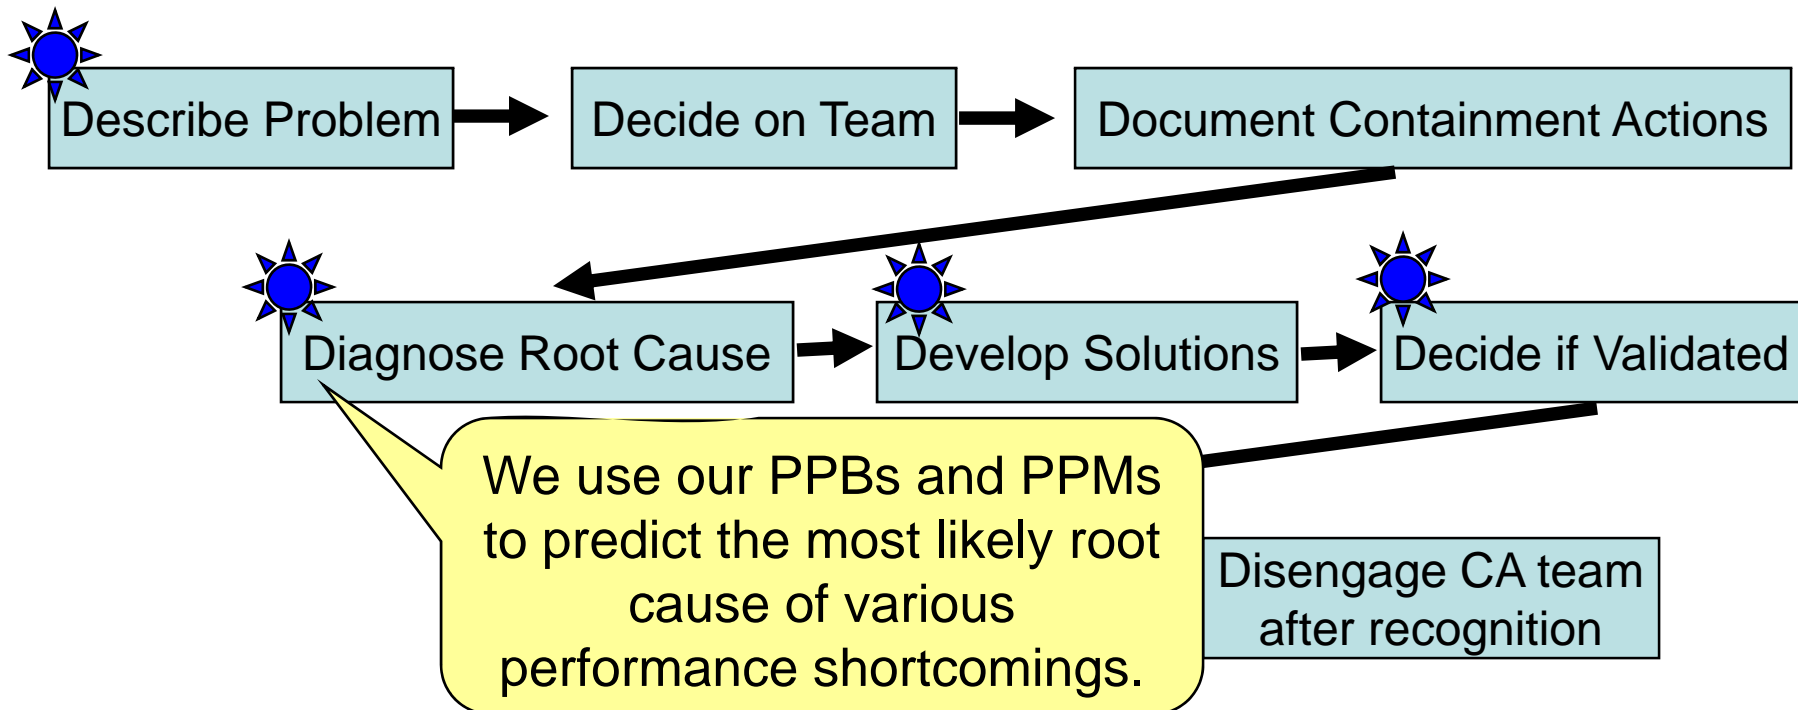 Describe Problem
Decide on Team
Document Containment Actions
Diagnose Root Cause
Develop Solutions
Decide if Validated
We use our PPBs and PPMs
to predict the most likely root
cause of various
performance shortcomings.
Disengage CA team
after recognition